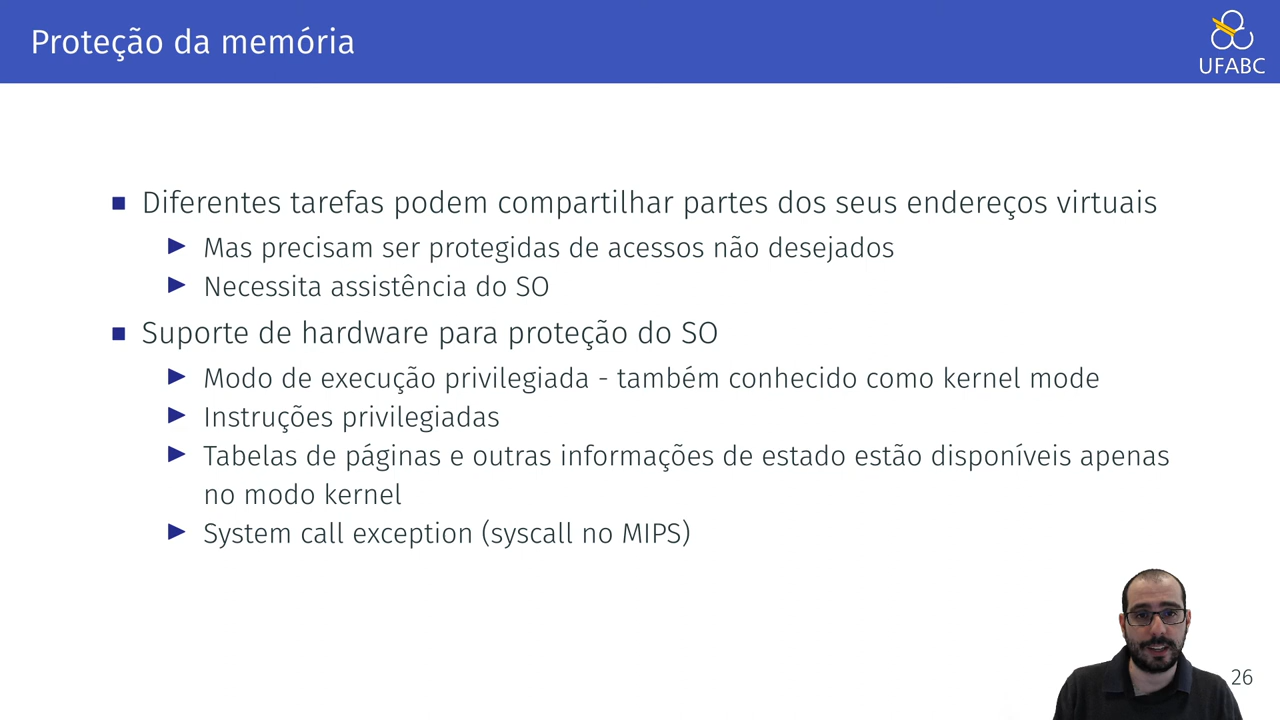 Proteção da memória
UFABC
Diferentes tarefas podem compartilhar partes dos seus endereços virtuais
Mas precisam ser protegidas de acessos não desejados
Necessita assistência do SO
Suporte de hardware para proteção do SO
Modo de execução privilegiada - também conhecido como kernel mode
Instruções privilegiadas
Tabelas de páginas e outras informações de estado estão disponíveis apenas
no modo kernel
System call exception (syscall no MIPS)
26